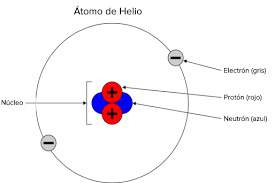 Átomo de Helio
Electrón (gris)
Protón (rojo)
Núcleo
Neutrón (azul)